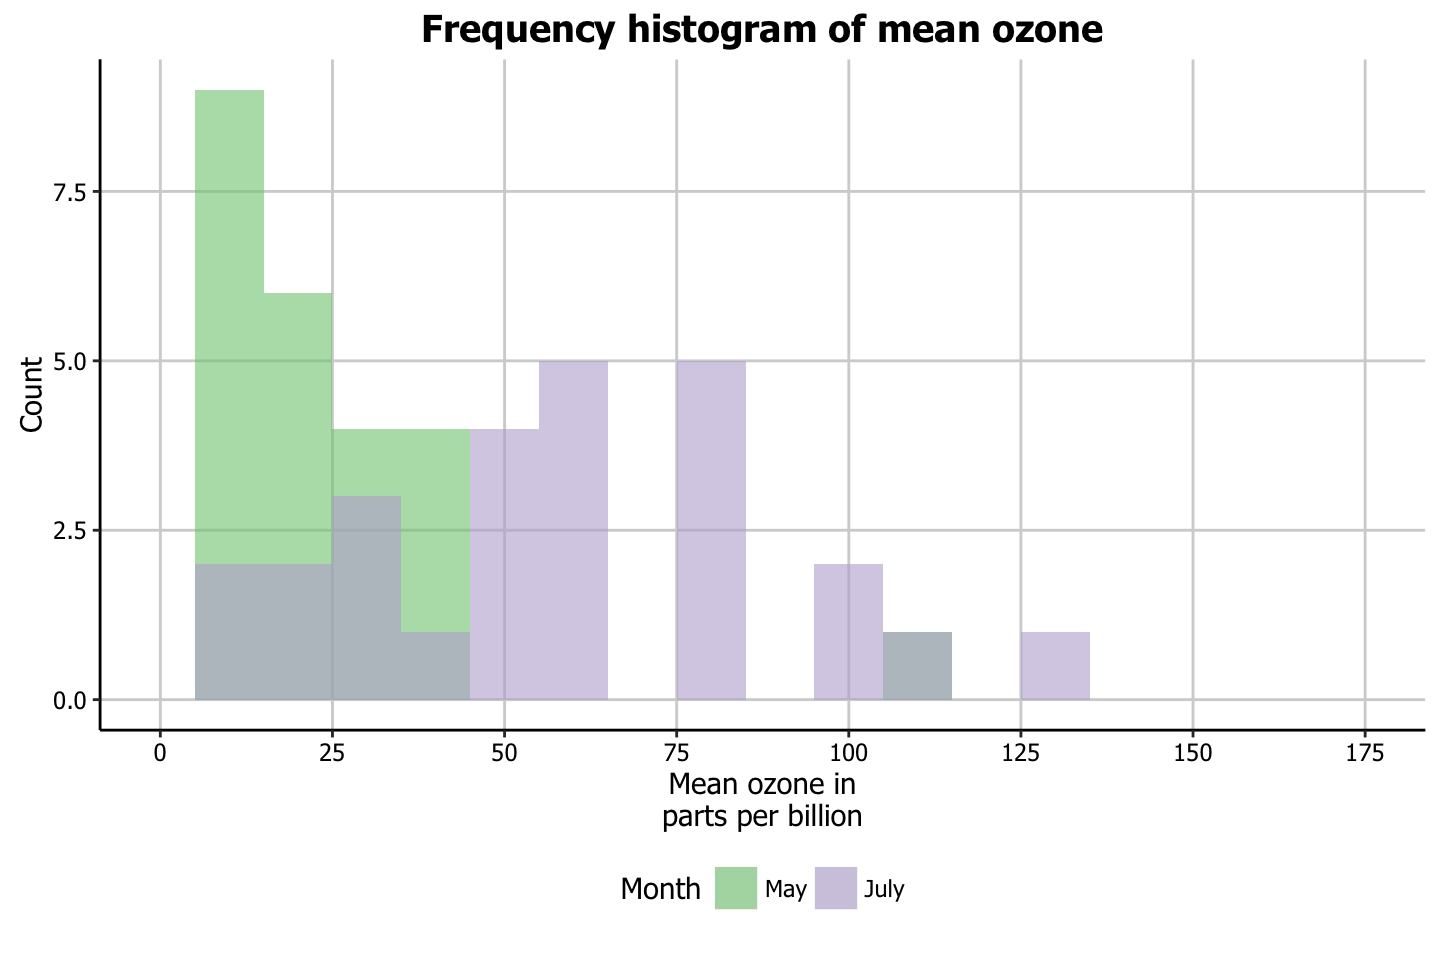 Frequency histogram of mean ozone
7.5
5.0
2.5
0.0
Count
0 25 50 75 100 125 150 175
Mean ozone in
parts per billion
Month May July